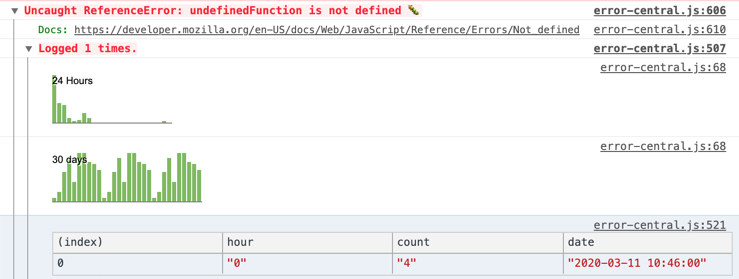 ▼ Uncaught ReferenceError: undefinedFunction is not defined 🐛 error-central.js:606
Docs: https://developer.mozilla.org/en-US/docs/Web/JavaScript/Reference/Errors/Not_defined error-central.js:610
▼ Logged 1 times. error-central.js:507
error-central.js:68
24 Hours
error-central.js:68
30 days
error-central.js:521
(index) hour count date
0 "0" "4" "2020-03-11 10:46:00"